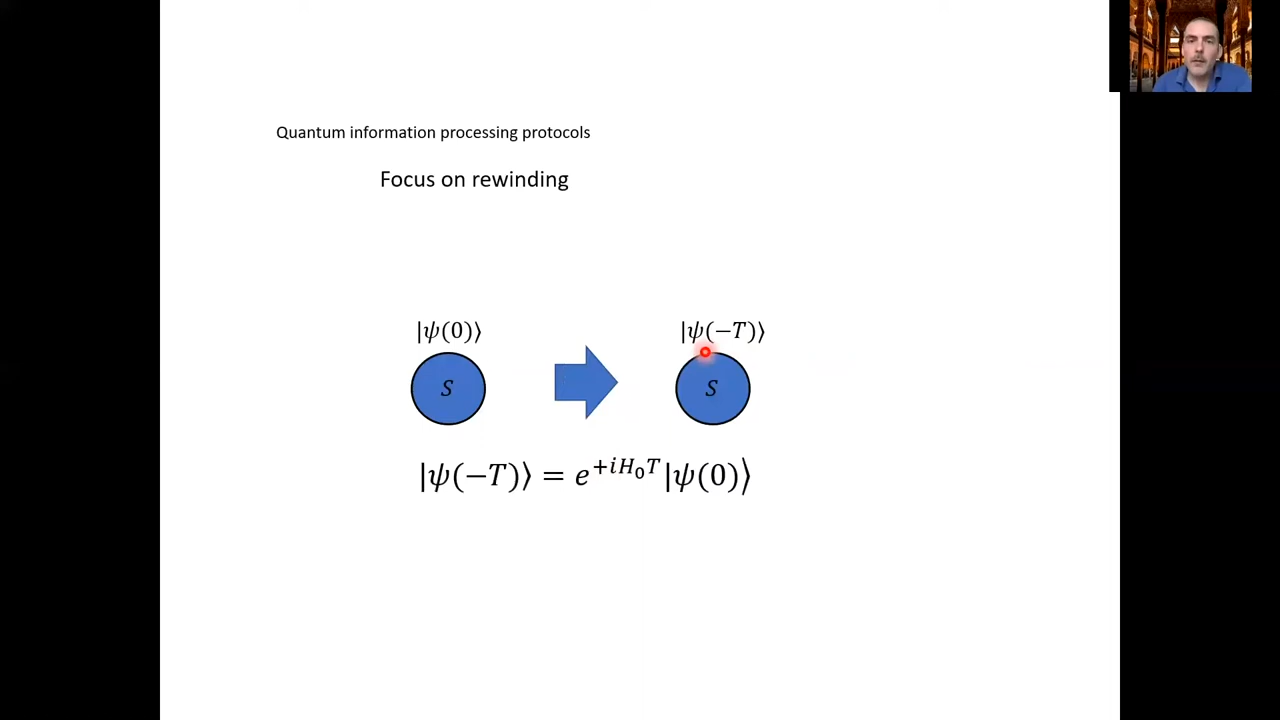 Quantum information processing protocols
Focus on rewinding
|ψ(0)⟩ |ψ(−T)⟩
S S
|ψ(−T)⟩ = e^{+iH₀T}|ψ(0)⟩